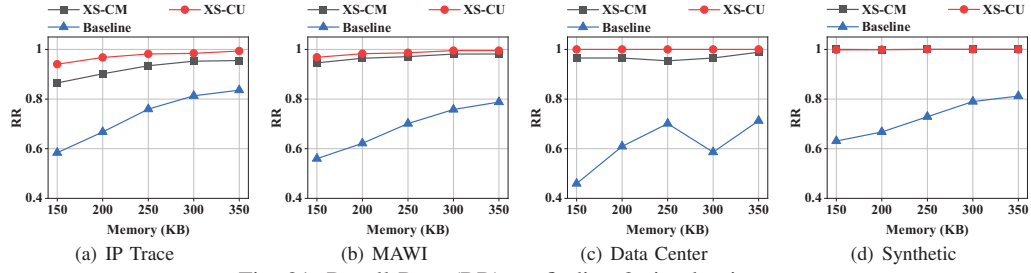 XS-CM XS-CU
Baseline
1
0.8
0.6
0.4
RR
150 200 250 300 350
Memory (KB)
(a) IP Trace
XS-CM XS-CU
Baseline
1
0.8
0.6
0.4
RR
150 200 250 300 350
Memory (KB)
(b) MAWI
XS-CM XS-CU
Baseline
1
0.8
0.6
0.4
RR
150 200 250 300 350
Memory (KB)
(c) Data Center
XS-CM XS-CU
Baseline
1
0.8
0.6
0.4
RR
150 200 250 300 350
Memory (KB)
(d) Synthetic